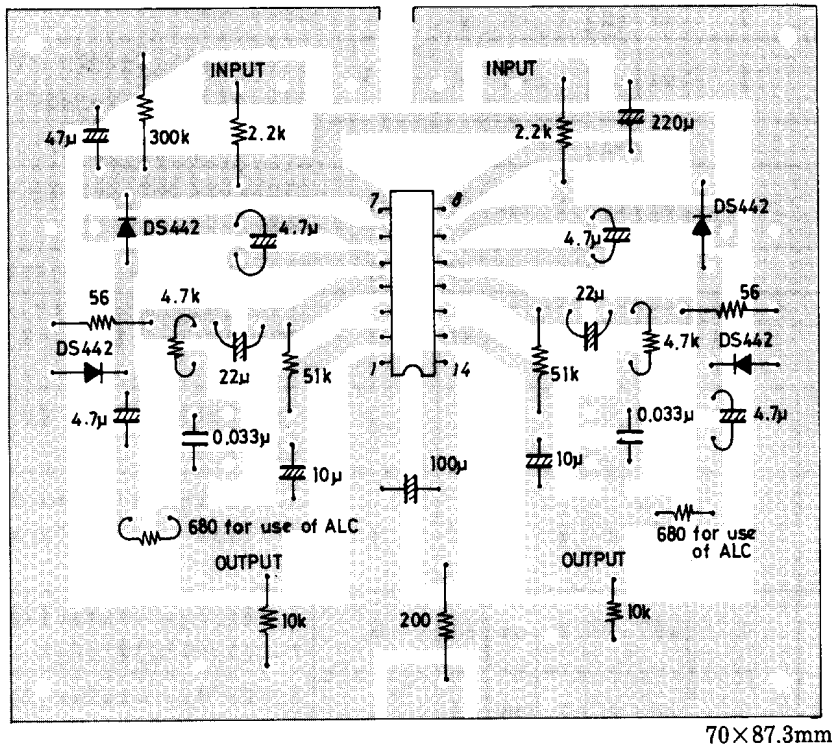 INPUT
INPUT
47μ
300k
2.2k
2.2k
220μ
7
8
DS442
4.7μ
4.7μ
DS442
56
4.7k
22μ
56
DS442
22μ
51k
1
14
51k
4.7k
DS442
4.7μ
0.033μ
10μ
100μ
10μ
0.033μ
4.7μ
680 for use of ALC
680 for use
of ALC
OUTPUT
OUTPUT
10k
200
10k
70×87.3mm